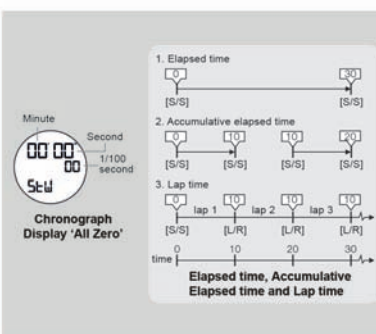 Minute
Second
1/100
second
00 00
00
StW
Chronograph
Display 'All Zero'
1. Elapsed time
0 30
[S/S] [S/S]
2. Accumulative elapsed time
0 10 10 20
[S/S] [S/S] [S/S] [S/S]
3. Lap time
0 10 10 10
lap 1 lap 2 lap 3
[S/S] [L/R] [L/R] [L/R]
0 10 20 30
time
Elapsed time, Accumulative
Elapsed time and Lap time